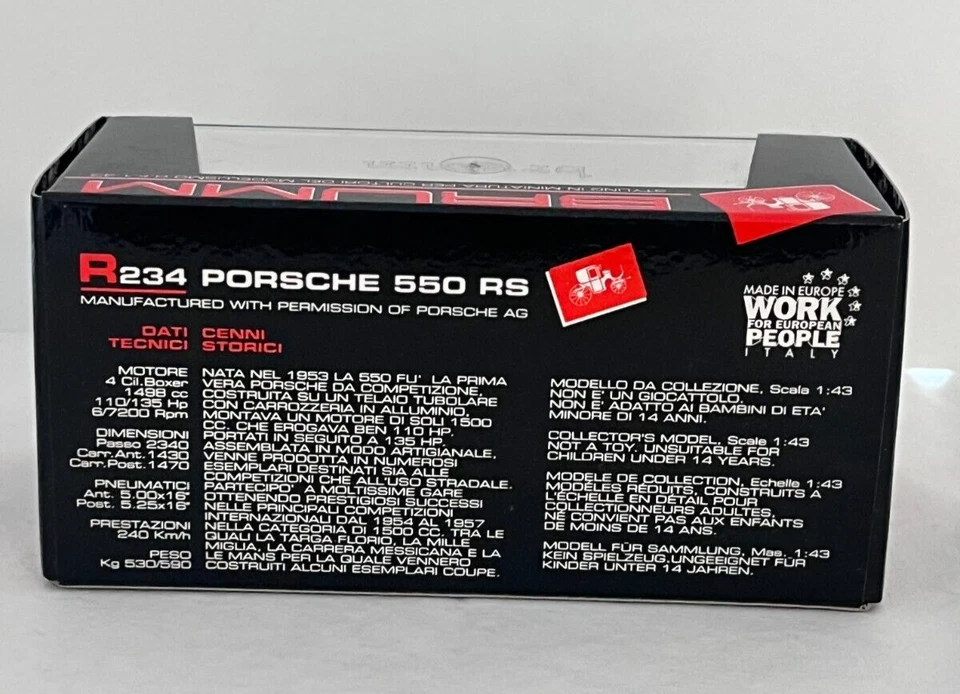 BRUMM
R234 PORSCHE 550 RS
MANUFACTURED WITH PERMISSION OF PORSCHE AG
DATI TECNICI
MOTORE
4 Cil.Boxer
1498 cc
110/135 Hp
6/7200 Rpm
DIMENSIONI
Passo 2340
Carr.Ant.1430
Carr.Post.1470
PNEUMATICI
Ant. 5.00x16"
Post. 5.25x16"
PRESTAZIONI
240 Km/h
PESO
Kg 530/590
CENNI STORICI
NATA NEL 1953 LA 550 FU' LA PRIMA
VERA PORSCHE DA COMPETIZIONE,
COSTRUITA SU UN TELAIO TUBOLARE
CON CARROZZERIA IN ALLUMINIO,
MONTAVA UN MOTORE DI SOLI 1500
CC. CHE EROGAVA BEN 110 HP.
PORTATI IN SEGUITO A 135 HP.
ASSEMBLATA IN MODO ARTIGIANALE,
VENNE PRODOTTA IN NUMEROSI
ESEMPLARI DESTINATI SIA ALLE
COMPETIZIONI CHE ALL'USO STRADALE.
PARTECIPO' A MOLTISSIME GARE
OTTENENDO PRESTIGIOSI SUCCESSI
NELLE PRINCIPALI COMPETIZIONI
INTERNAZIONALI DAL 1954 AL 1957
NELLA CATEGORIA DI 1500 CC. TRA LE
QUALI LA TARGA FLORIO, LA MILLE
MIGLIA, LA CARRERA MESSICANA E LA
LE MANS PER LA QUALE VENNERO
COSTRUITI ALCUNI ESEMPLARI COUPE.
MADE IN EUROPE
WORK
FOR EUROPEAN
PEOPLE
ITALY
MODELLO DA COLLEZIONE, Scala 1:43
NON E' UN GIOCATTOLO.
NON E' ADATTO AI BAMBINI DI ETA'
MINORE DI 14 ANNI.
COLLECTOR'S MODEL, Scale 1:43
NOT A TOY. UNSUITABLE FOR
CHILDREN UNDER 14 YEARS.
MODELE DE COLLECTION, Echelle 1:43
MODELES RÉDUITS, CONSTRUITS À
L'ÉCHELLE EN DÉTAIL POUR
COLLECTIONNEURS ADULTES,
NE CONVIENT PAS AUX ENFANTS
DE MOINS DE 14 ANS.
MODELL FÜR SAMMLUNG, Mas. 1:43
KEIN SPIELZEUG,UNGEEIGNET FÜR
KINDER UNTER 14 JAHREN.